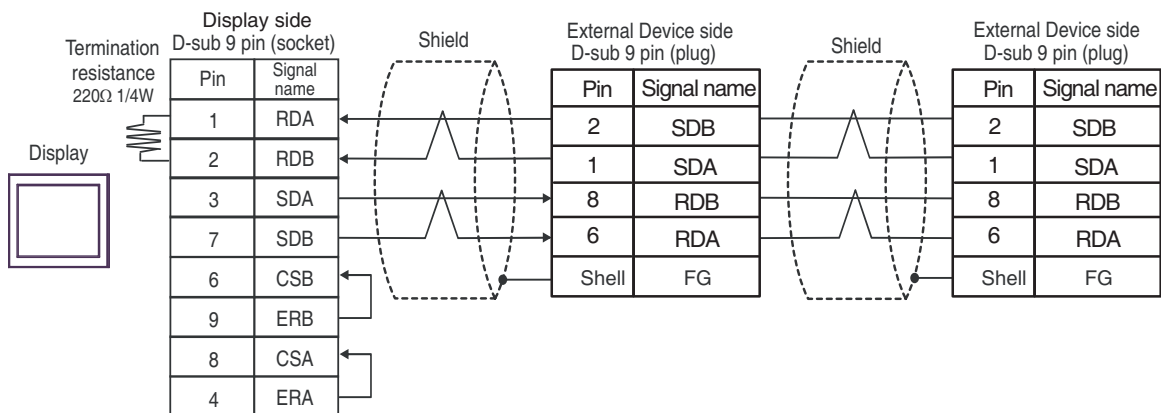 Display
Termination
resistance
220Ω 1/4W
Display side
D-sub 9 pin (socket)
Pin Signal name
1 RDA
2 RDB
3 SDA
7 SDB
6 CSB
9 ERB
8 CSA
4 ERA
Shield
External Device side
D-sub 9 pin (plug)
Pin Signal name
2 SDB
1 SDA
8 RDB
6 RDA
Shell FG
Shield
External Device side
D-sub 9 pin (plug)
Pin Signal name
2 SDB
1 SDA
8 RDB
6 RDA
Shell FG